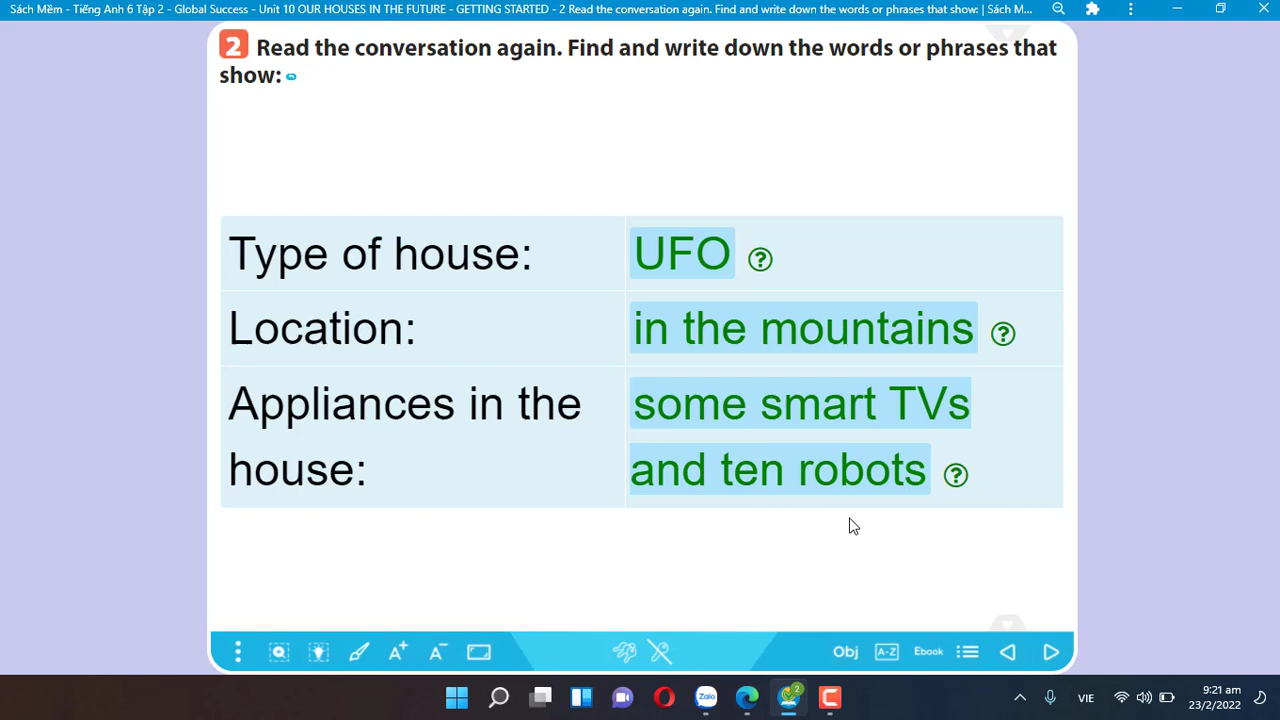 Sách Mềm - Tiếng Anh 6 Tập 2 - Global Success - Unit 10 OUR HOUSES IN THE FUTURE - GETTING STARTED - 2 Read the conversation again. Find and write down the words or phrases that show: | Sách M...
2 Read the conversation again. Find and write down the words or phrases that
show:
Type of house: UFO ?
Location: in the mountains ?
Appliances in the some smart TVs
house: and ten robots ?
A+ A- Obj A-Z Ebook
Zalo 2 VIE 9:21 am
23/2/2022